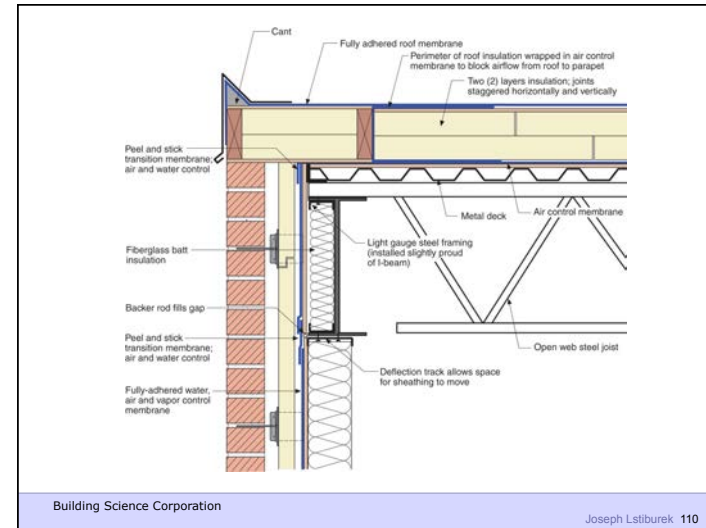 Cant
Fully adhered roof membrane
Perimeter of roof insulation wrapped in air control
membrane to block airflow from roof to parapet
Two (2) layers insulation; joints
staggered horizontally and vertically
Peel and stick
transition membrane;
air and water control
Metal deck
Air control membrane
Fiberglass batt
insulation
Light gauge steel framing
(installed slightly proud
of I-beam)
Backer rod fills gap
Open web steel joist
Peel and stick
transition membrane;
air and water control
Deflection track allows space
for sheathing to move
Fully-adhered water,
air and vapor control
membrane
Building Science Corporation
Joseph Lstiburek 110